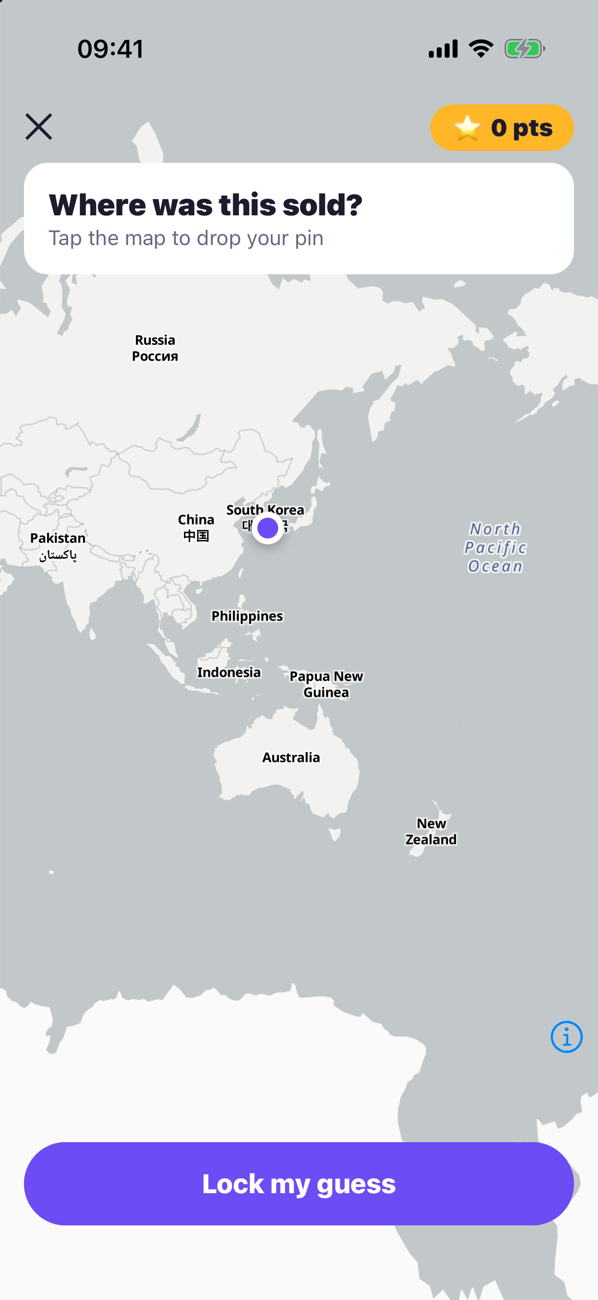 09:41
0 pts
Where was this sold?
Tap the map to drop your pin
Russia
Россия
South Korea
China
中国
Pakistan
پاکستان
North
Pacific
Ocean
Philippines
Indonesia
Papua New
Guinea
Australia
New
Zealand
Lock my guess